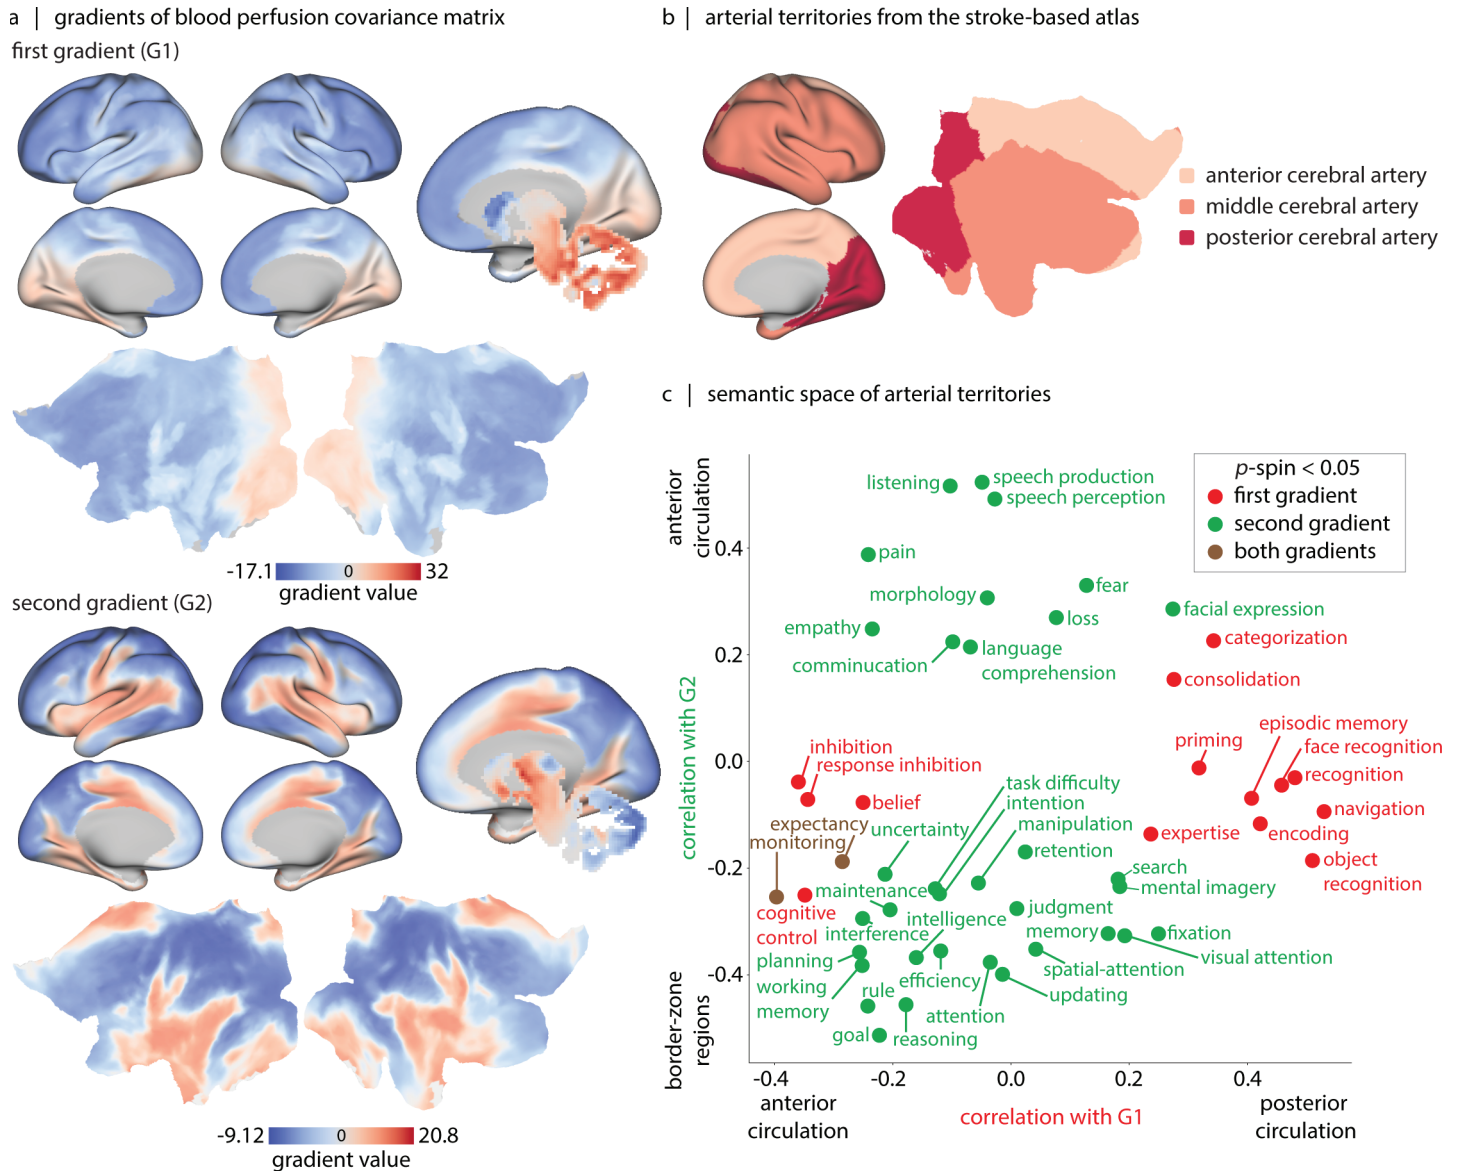 a | gradients of blood perfusion covariance matrix
first gradient (G1)
-17.1
0
32
gradient value
second gradient (G2)
-9.12
0
20.8
gradient value
b | arterial territories from the stroke-based atlas
anterior cerebral artery
middle cerebral artery
posterior cerebral artery
c | semantic space of arterial territories
p-spin < 0.05
first gradient
second gradient
both gradients
anterior
circulation
correlation with G2
border-zone
regions
0.4
0.2
0.0
-0.2
-0.4
listening
speech production
speech perception
pain
morphology
fear
loss
facial expression
empathy
comminucation
language
comprehension
categorization
consolidation
episodic memory
priming
face recognition
recognition
inhibition
response inhibition
belief
navigation
expertise
encoding
object
recognition
task difficulty
intention
manipulation
expectancy
monitoring
uncertainty
retention
search
mental imagery
maintenance
cognitive
control
interference
intelligence
judgment
memory
fixation
visual attention
planning
working
memory
efficiency
spatial-attention
updating
rule
attention
goal
reasoning
-0.4
-0.2
0.0
0.2
0.4
anterior
circulation
correlation with G1
posterior
circulation